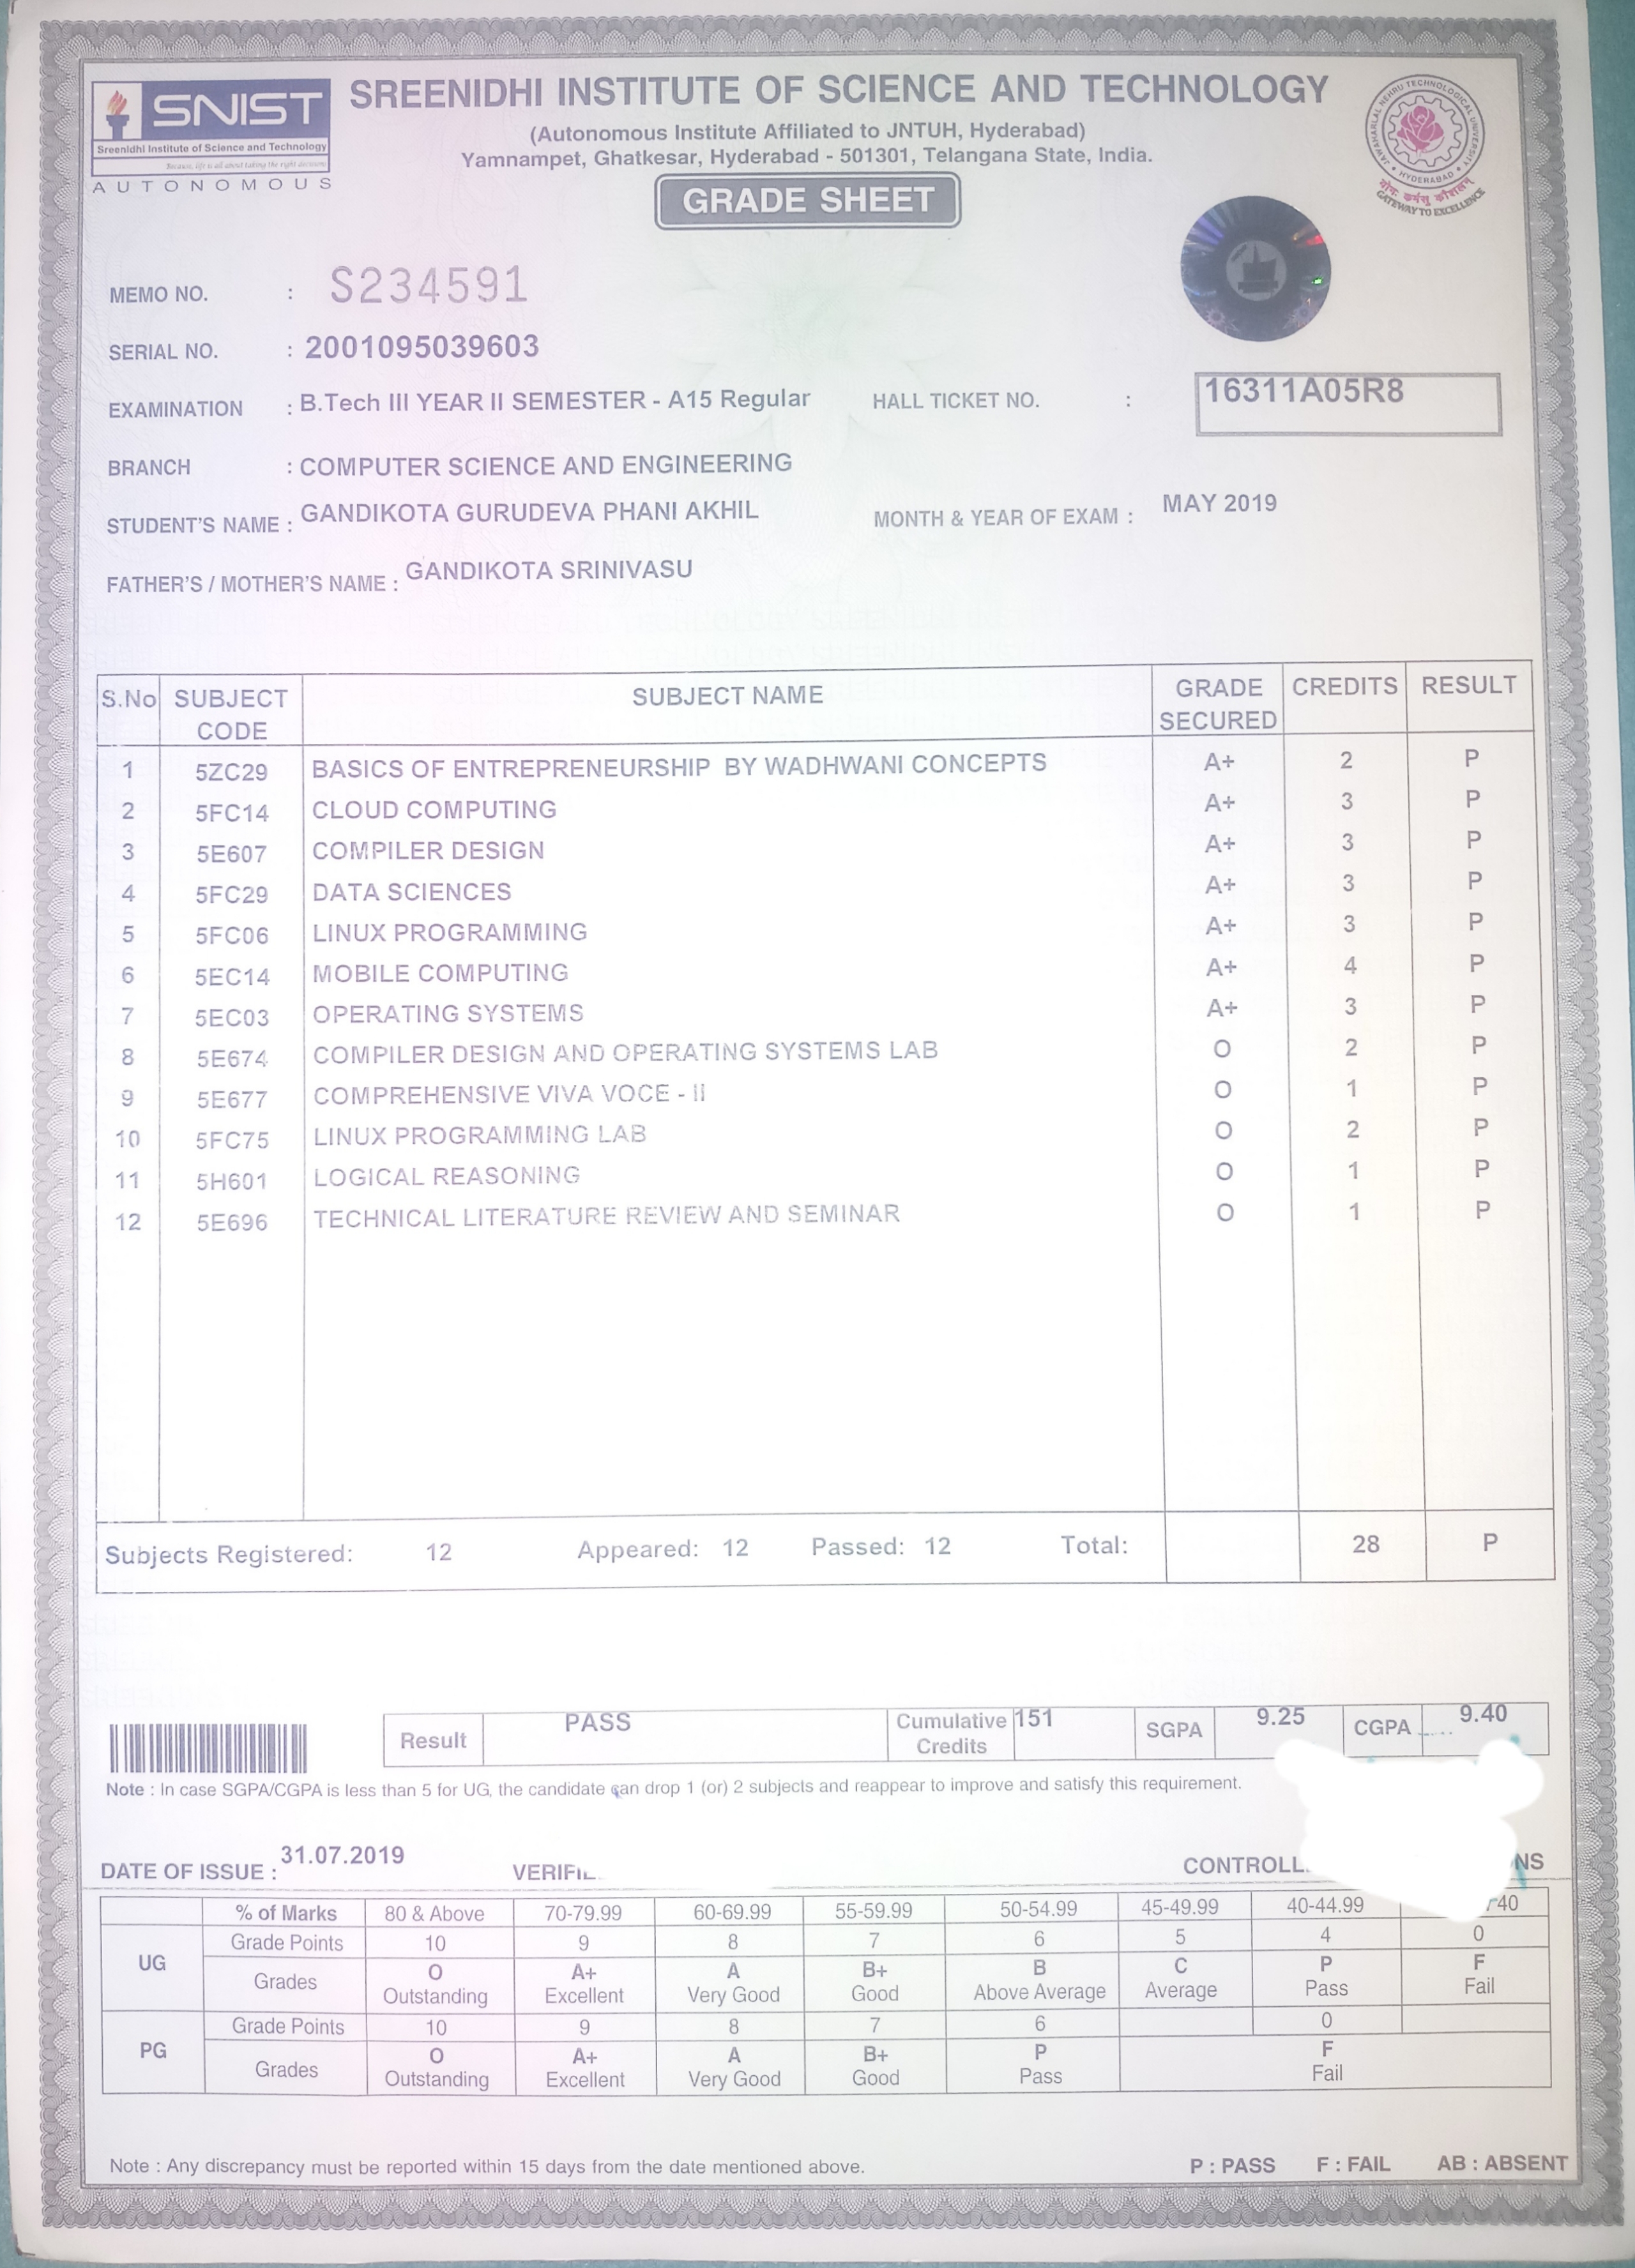 SNIST
Sreenidhi Institute of Science and Technology
Because, life is all about taking the right decisions
AUTONOMOUS
SREENIDHI INSTITUTE OF SCIENCE AND TECHNOLOGY
(Autonomous Institute Affiliated to JNTUH, Hyderabad)
Yamnampet, Ghatkesar, Hyderabad - 501301, Telangana State, India.
GRADE SHEET
JAWAHARLAL NEHRU TECHNOLOGICAL UNIVERSITY
HYDERABAD
योगः कर्मसु कौशलम्
GATEWAY TO EXCELLENCE
MEMO NO. : S234591
SERIAL NO. : 2001095039603
EXAMINATION : B.Tech III YEAR II SEMESTER - A15 Regular HALL TICKET NO. : 16311A05R8
BRANCH : COMPUTER SCIENCE AND ENGINEERING
STUDENT'S NAME : GANDIKOTA GURUDEVA PHANI AKHIL MONTH & YEAR OF EXAM : MAY 2019
FATHER'S / MOTHER'S NAME : GANDIKOTA SRINIVASU
S.No SUBJECT CODE SUBJECT NAME GRADE SECURED CREDITS RESULT
1 5ZC29 BASICS OF ENTREPRENEURSHIP BY WADHWANI CONCEPTS A+ 2 P
2 5FC14 CLOUD COMPUTING A+ 3 P
3 5E607 COMPILER DESIGN A+ 3 P
4 5FC29 DATA SCIENCES A+ 3 P
5 5FC06 LINUX PROGRAMMING A+ 3 P
6 5EC14 MOBILE COMPUTING A+ 4 P
7 5EC03 OPERATING SYSTEMS A+ 3 P
8 5E674 COMPILER DESIGN AND OPERATING SYSTEMS LAB O 2 P
9 5E677 COMPREHENSIVE VIVA VOCE - II O 1 P
10 5FC75 LINUX PROGRAMMING LAB O 2 P
11 5H601 LOGICAL REASONING O 1 P
12 5E696 TECHNICAL LITERATURE REVIEW AND SEMINAR O 1 P
Subjects Registered: 12 Appeared: 12 Passed: 12 Total: 28 P
Result PASS Cumulative Credits 151 SGPA 9.25 CGPA 9.40
Note : In case SGPA/CGPA is less than 5 for UG, the candidate can drop 1 (or) 2 subjects and reappear to improve and satisfy this requirement.
DATE OF ISSUE : 31.07.2019
% of Marks 80 & Above 70-79.99 60-69.99 55-59.99 50-54.99 45-49.99 40-44.99 40
UG Grade Points 10 9 8 7 6 5 4 0
Grades O Outstanding A+ Excellent A Very Good B+ Good B Above Average C Average P Pass F Fail
PG Grade Points 10 9 8 7 6 0
Grades O Outstanding A+ Excellent A Very Good B+ Good P Pass F Fail
Note : Any discrepancy must be reported within 15 days from the date mentioned above. P : PASS F : FAIL AB : ABSENT